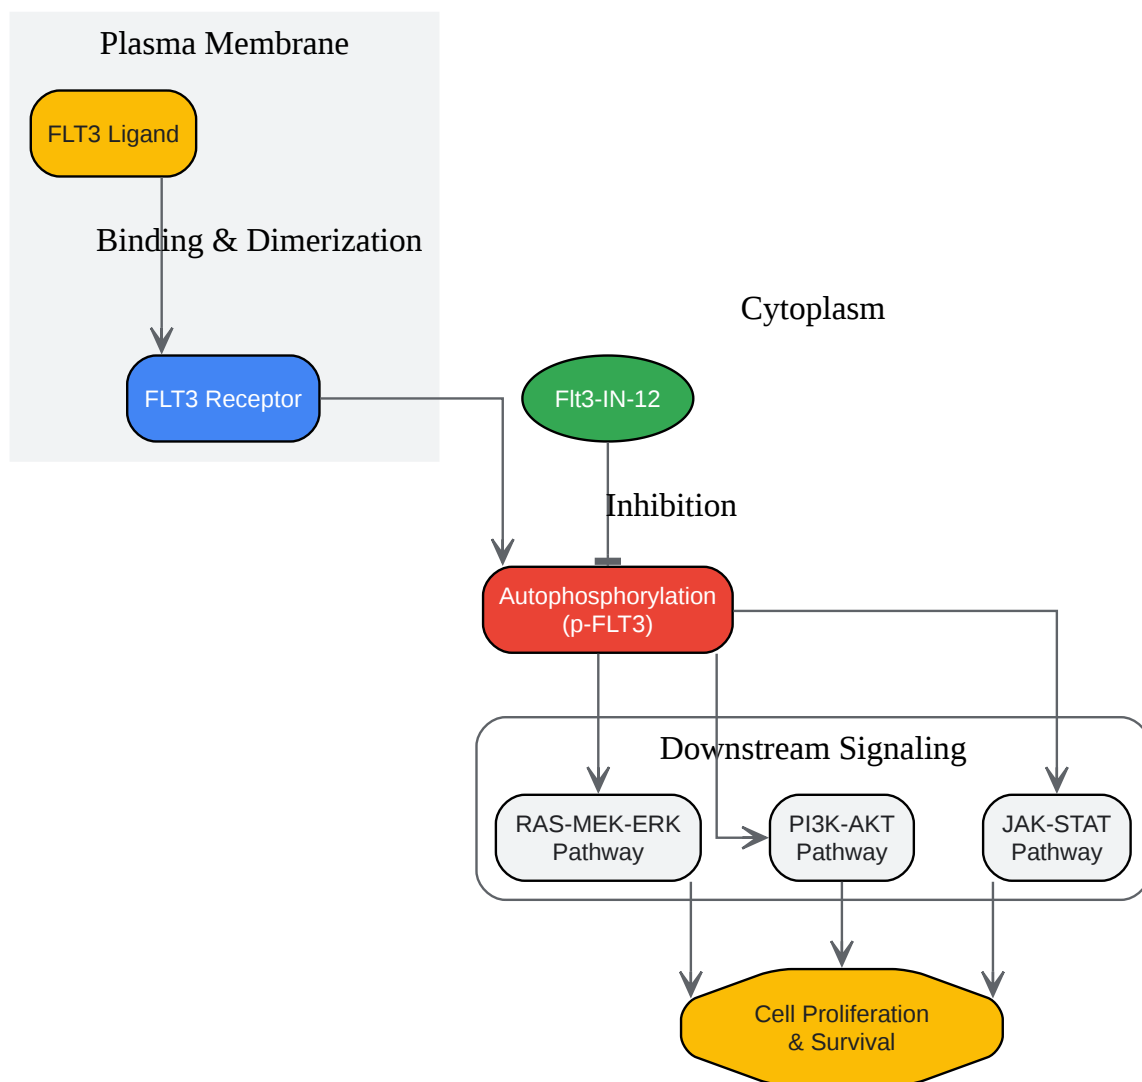 Plasma Membrane
FLT3 Ligand
Binding & Dimerization
Cytoplasm
FLT3 Receptor
Flt3-IN-12
Inhibition
Autophosphorylation
(p-FLT3)
Downstream Signaling
RAS-MEK-ERK
Pathway
PI3K-AKT
Pathway
JAK-STAT
Pathway
Cell Proliferation
& Survival